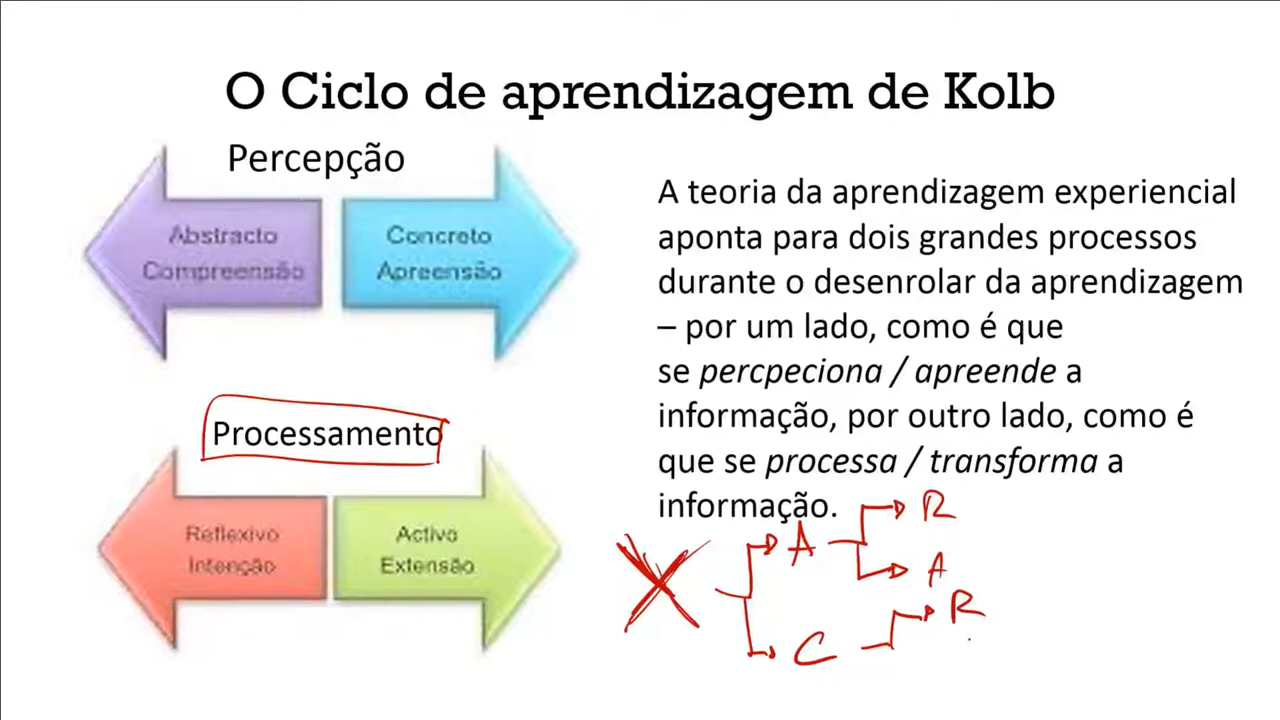 O Ciclo de aprendizagem de Kolb
Percepção
Abstracto
Compreensão
Concreto
Apreensão
Processamento
Reflexivo
Intenção
Activo
Extensão
A teoria da aprendizagem experiencial
aponta para dois grandes processos
durante o desenrolar da aprendizagem
– por um lado, como é que
se percpeciona / apreende a
informação, por outro lado, como é
que se processa / transforma a
informação.
R
A
A
R
C